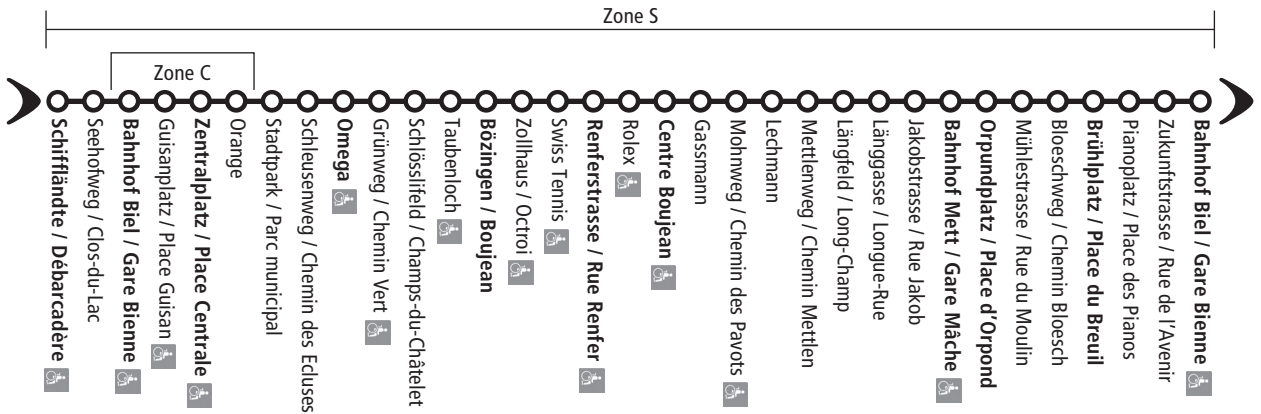 Zone S
Zone C
Schifflände / Débarcadère
Seehofweg / Clos-du-Lac
Bahnhof Biel / Gare Bienne
Guisanplatz / Place Guisan
Zentralplatz / Place Centrale
Orange
Stadtpark / Parc municipal
Schleusenweg / Chemin des Ecluses
Omega
Grünweg / Chemin Vert
Schlösslifeld / Champs-du-Châtelet
Taubenloch
Bözingen / Boujean
Zollhaus / Octroi
Swiss Tennis
Renferstrasse / Rue Renfer
Rolex
Centre Boujean
Gassmann
Mohnweg / Chemin des Pavots
Lechmann
Mettlenweg / Chemin Mettlen
Längfeld / Long-Champ
Länggasse / Longue-Rue
Jakobstrasse / Rue Jakob
Bahnhof Mett / Gare Mâche
Orpundplatz / Place d'Orpond
Mühlestrasse / Rue du Moulin
Bloeschweg / Chemin Bloesch
Brühlplatz / Place du Breuil
Pianoplatz / Place des Pianos
Zukunftstrasse / Rue de l'Avenir
Bahnhof Biel / Gare Bienne